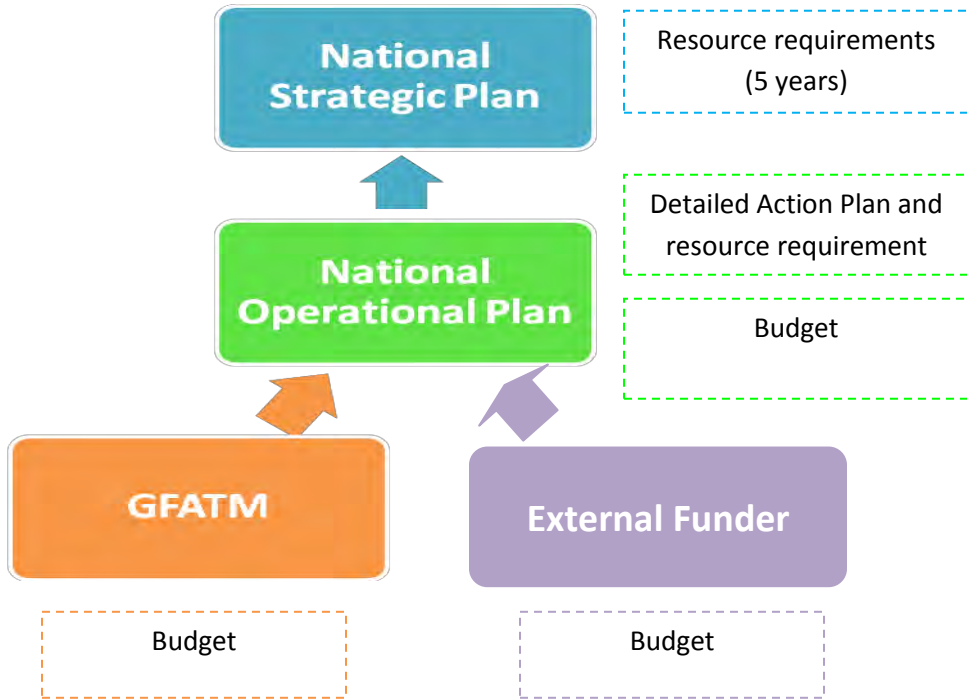 National
Strategic Plan
Resource requirements
(5 years)
National
Operational Plan
Detailed Action Plan and
resource requirement
Budget
GFATM
External Funder
Budget
Budget